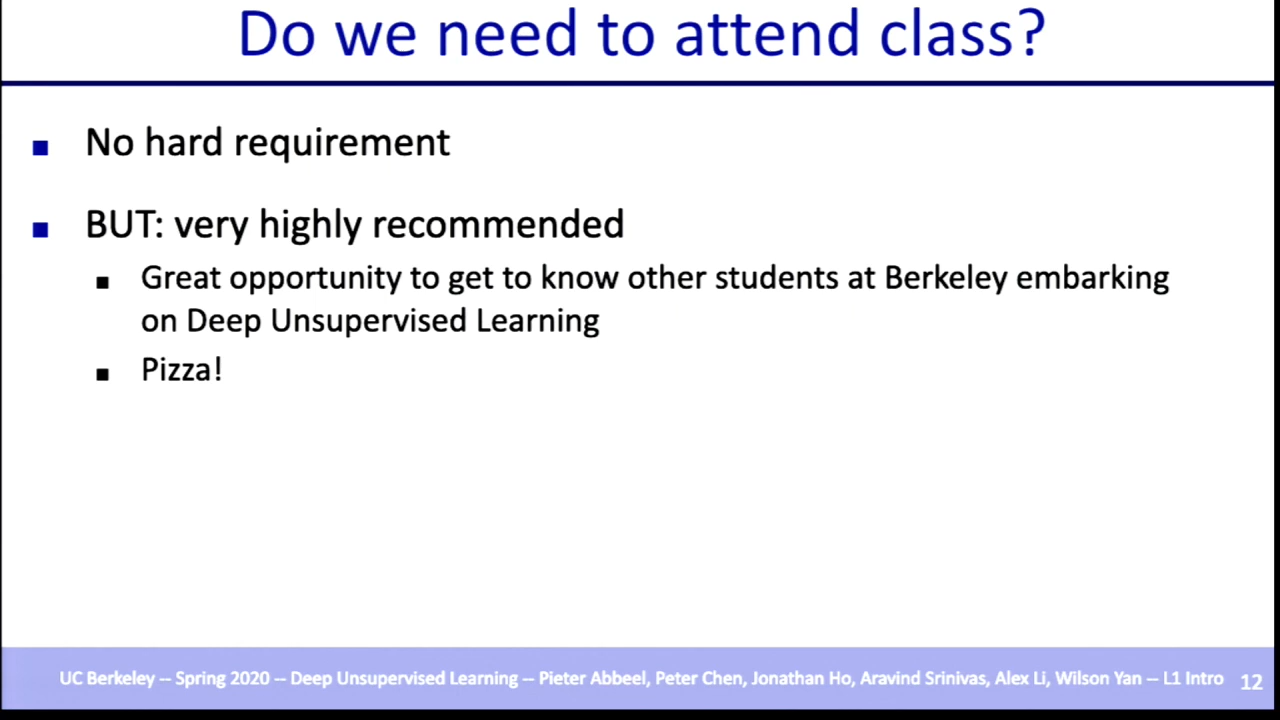 Do we need to attend class?
No hard requirement
BUT: very highly recommended
Great opportunity to get to know other students at Berkeley embarking
on Deep Unsupervised Learning
Pizza!
UC Berkeley -- Spring 2020 -- Deep Unsupervised Learning -- Pieter Abbeel, Peter Chen, Jonathan Ho, Aravind Srinivas, Alex Li, Wilson Yan -- L1 Intro 12